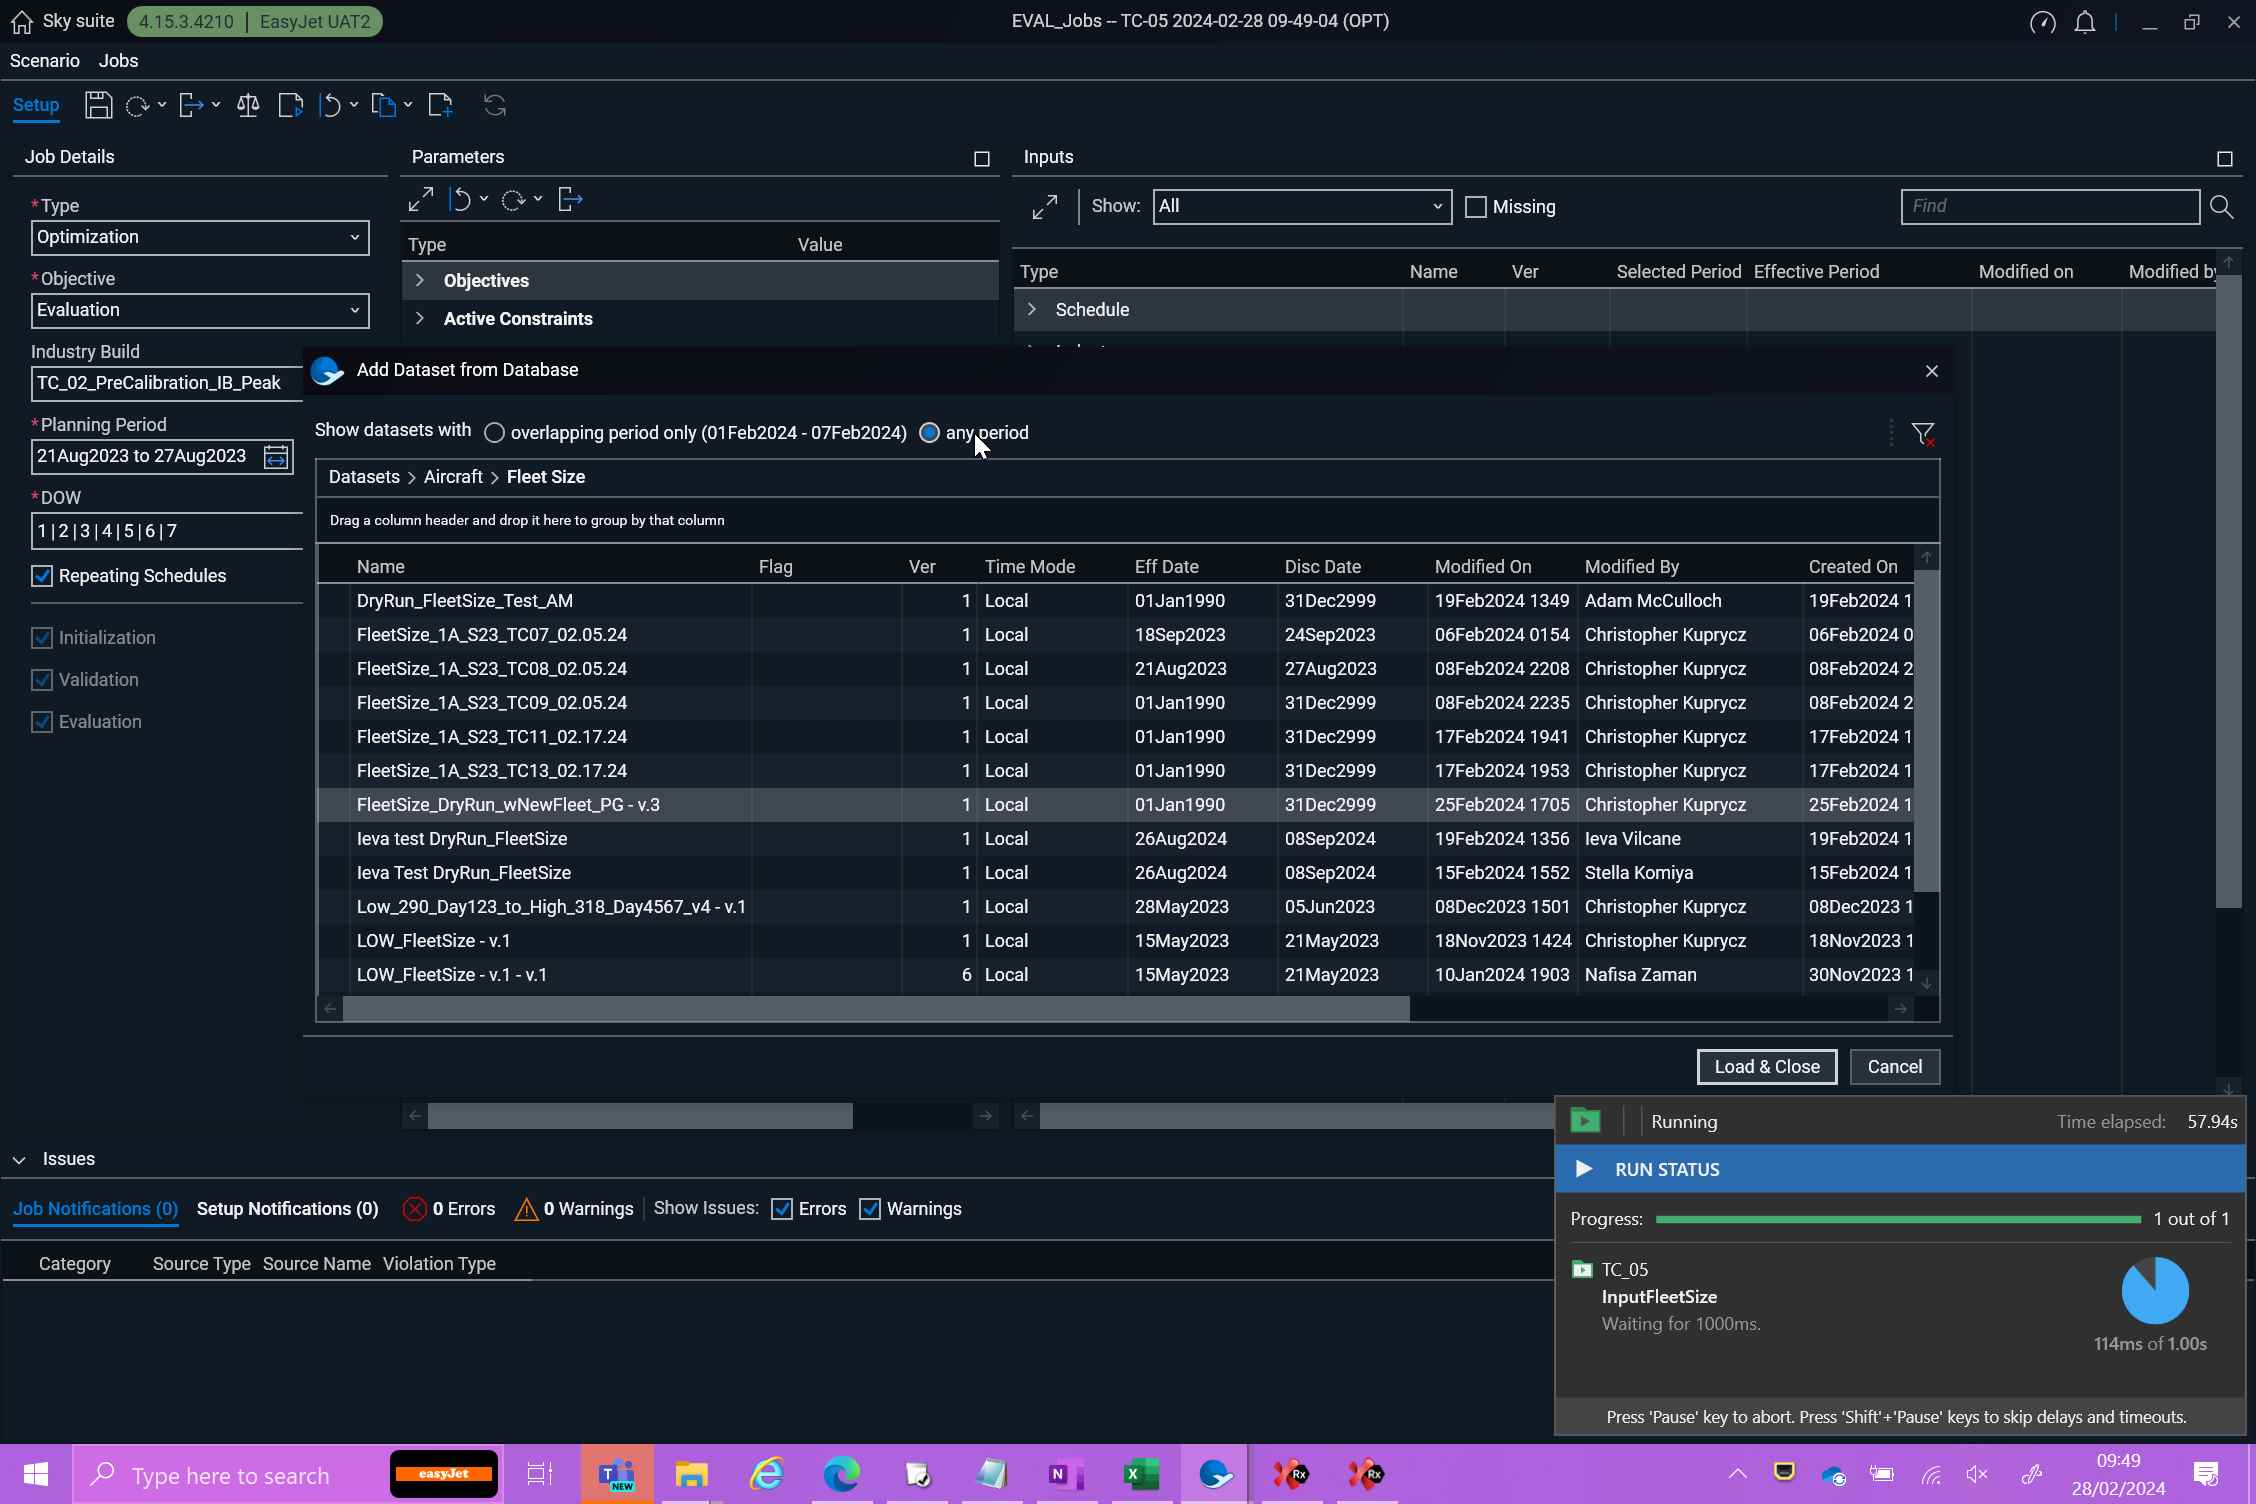 Sky suite 4.15.3.4210 | EasyJet UAT2 EVAL_Jobs -- TC-05 2024-02-28 09-49-04 (OPT)
Scenario Jobs
Setup
Job Details Parameters Inputs
*Type
Optimization
Show: All Missing Find
Type Value
*Objective
Evaluation
Objectives
Active Constraints
Type Name Ver Selected Period Effective Period Modified on Modified by
Schedule
Industry Build
TC_02_PreCalibration_IB_Peak
*Planning Period
21Aug2023 to 27Aug2023
*DOW
1|2|3|4|5|6|7
Repeating Schedules
Initialization
Validation
Evaluation
Add Dataset from Database
Show datasets with overlapping period only (01Feb2024 - 07Feb2024) any period
Datasets > Aircraft > Fleet Size
Drag a column header and drop it here to group by that column
Name Flag Ver Time Mode Eff Date Disc Date Modified On Modified By Created On
DryRun_FleetSize_Test_AM 1 Local 01Jan1990 31Dec2999 19Feb2024 1349 Adam McCulloch 19Feb2024 1
FleetSize_1A_S23_TC07_02.05.24 1 Local 18Sep2023 24Sep2023 06Feb2024 0154 Christopher Kuprycz 06Feb2024 0
FleetSize_1A_S23_TC08_02.05.24 1 Local 21Aug2023 27Aug2023 08Feb2024 2208 Christopher Kuprycz 08Feb2024 2
FleetSize_1A_S23_TC09_02.05.24 1 Local 01Jan1990 31Dec2999 08Feb2024 2235 Christopher Kuprycz 08Feb2024 2
FleetSize_1A_S23_TC11_02.17.24 1 Local 01Jan1990 31Dec2999 17Feb2024 1941 Christopher Kuprycz 17Feb2024 1
FleetSize_1A_S23_TC13_02.17.24 1 Local 01Jan1990 31Dec2999 17Feb2024 1953 Christopher Kuprycz 17Feb2024 1
FleetSize_DryRun_wNewFleet_PG - v.3 1 Local 01Jan1990 31Dec2999 25Feb2024 1705 Christopher Kuprycz 25Feb2024 1
Ieva test DryRun_FleetSize 1 Local 26Aug2024 08Sep2024 19Feb2024 1356 Ieva Vilcane 19Feb2024 1
Ieva Test DryRun_FleetSize 1 Local 26Aug2024 08Sep2024 15Feb2024 1552 Stella Komiya 15Feb2024 1
Low_290_Day123_to_High_318_Day4567_v4 - v.1 1 Local 28May2023 05Jun2023 08Dec2023 1501 Christopher Kuprycz 08Dec2023 1
LOW_FleetSize - v.1 1 Local 15May2023 21May2023 18Nov2023 1424 Christopher Kuprycz 18Nov2023 1
LOW_FleetSize - v.1 - v.1 6 Local 15May2023 21May2023 10Jan2024 1903 Nafisa Zaman 30Nov2023 1
Load & Close Cancel
Issues
Job Notifications (0) Setup Notifications (0) 0 Errors 0 Warnings Show Issues: Errors Warnings
Category Source Type Source Name Violation Type
Running Time elapsed: 57.94s
RUN STATUS
Progress: 1 out of 1
TC_05
InputFleetSize
Waiting for 1000ms.
114ms of 1.00s
Press 'Pause' key to abort. Press 'Shift'+'Pause' keys to skip delays and timeouts.
Type here to search easyJet NEW
09:49
28/02/2024